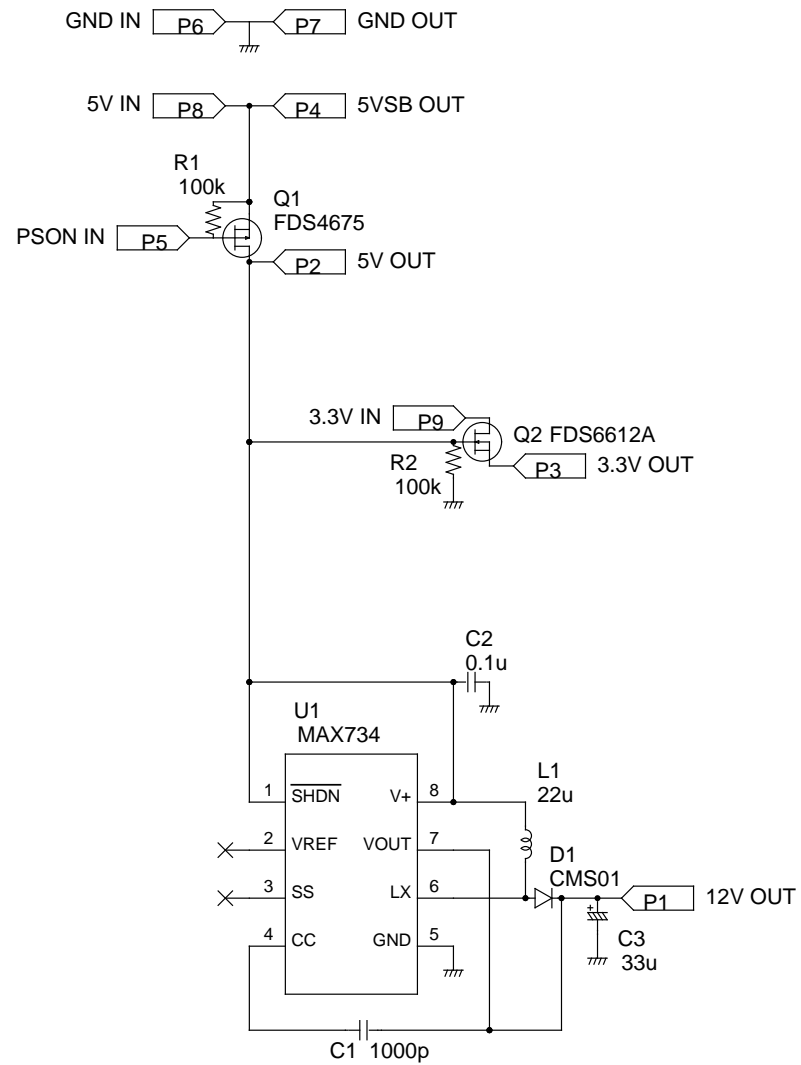 GND IN P6 P7 GND OUT
5V IN P8 P4 5VSB OUT
R1
100k
Q1
FDS4675
PSON IN P5
P2 5V OUT
3.3V IN P9
Q2 FDS6612A
R2
100k
P3 3.3V OUT
C2
0.1u
U1
MAX734
L1
22u
1 SHDN V+ 8
2 VREF VOUT 7
D1
CMS01
3 SS LX 6
+
P1 12V OUT
4 CC GND 5
C3
33u
C1 1000p